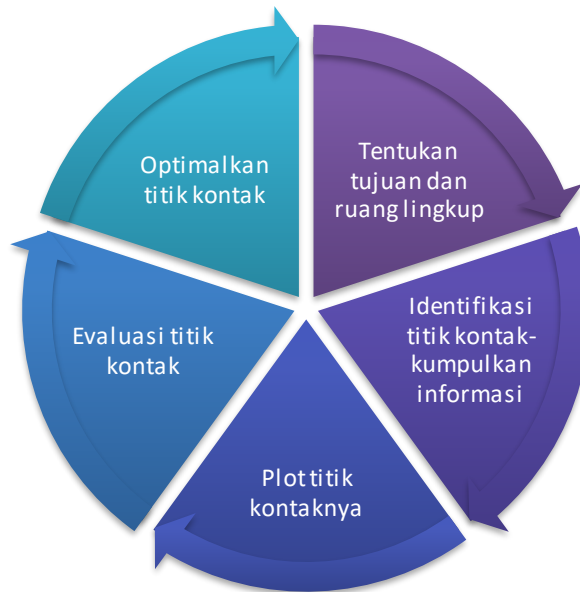 Tentukan
tujuan dan
ruang lingkup
Identifikasi
titik kontak-
kumpulkan
informasi
Plot titik
kontaknya
Evaluasi titik
kontak
Optimalkan
titik kontak